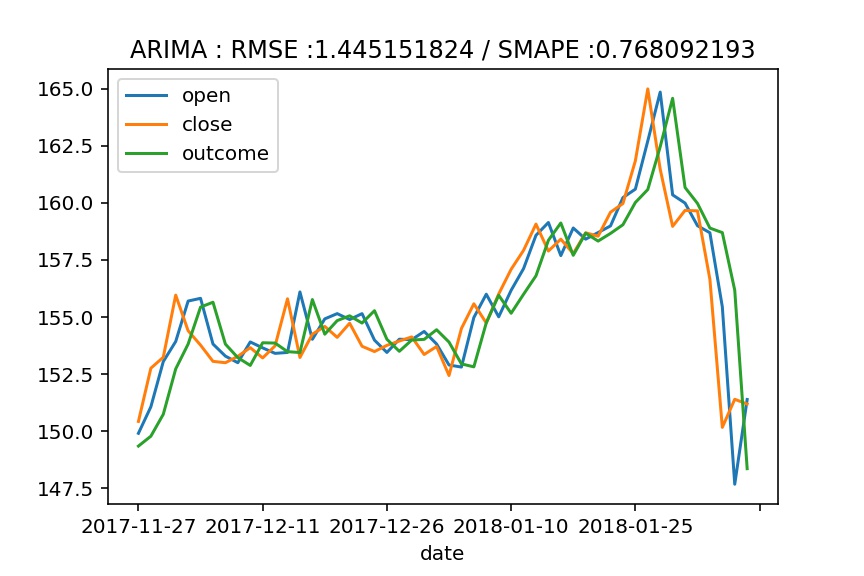 ARIMA : RMSE :1.445151824 / SMAPE :0.768092193
165.0
162.5
160.0
157.5
155.0
152.5
150.0
147.5
open
close
outcome
2017-11-27 2017-12-11 2017-12-26 2018-01-10 2018-01-25
date